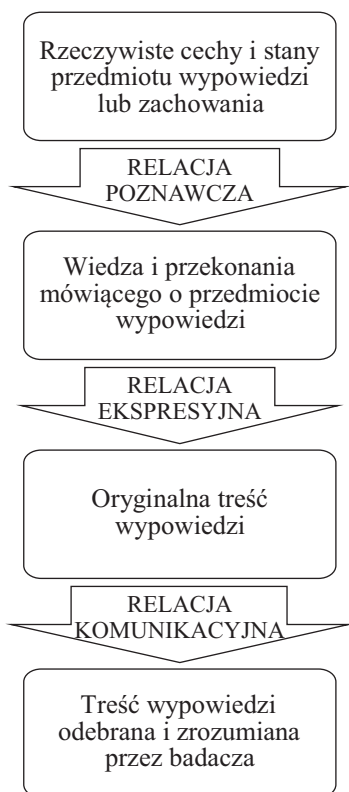 Rzeczywiste cechy i stany
przedmiotu wypowiedzi
lub zachowania
RELACJA
POZNAWCZA
Wiedza i przekonania
mówiącego o przedmiocie
wypowiedzi
RELACJA
EKSPRESYJNA
Oryginalna treść
wypowiedzi
RELACJA
KOMUNIKACYJNA
Treść wypowiedzi
odebrana i zrozumiana
przez badacza